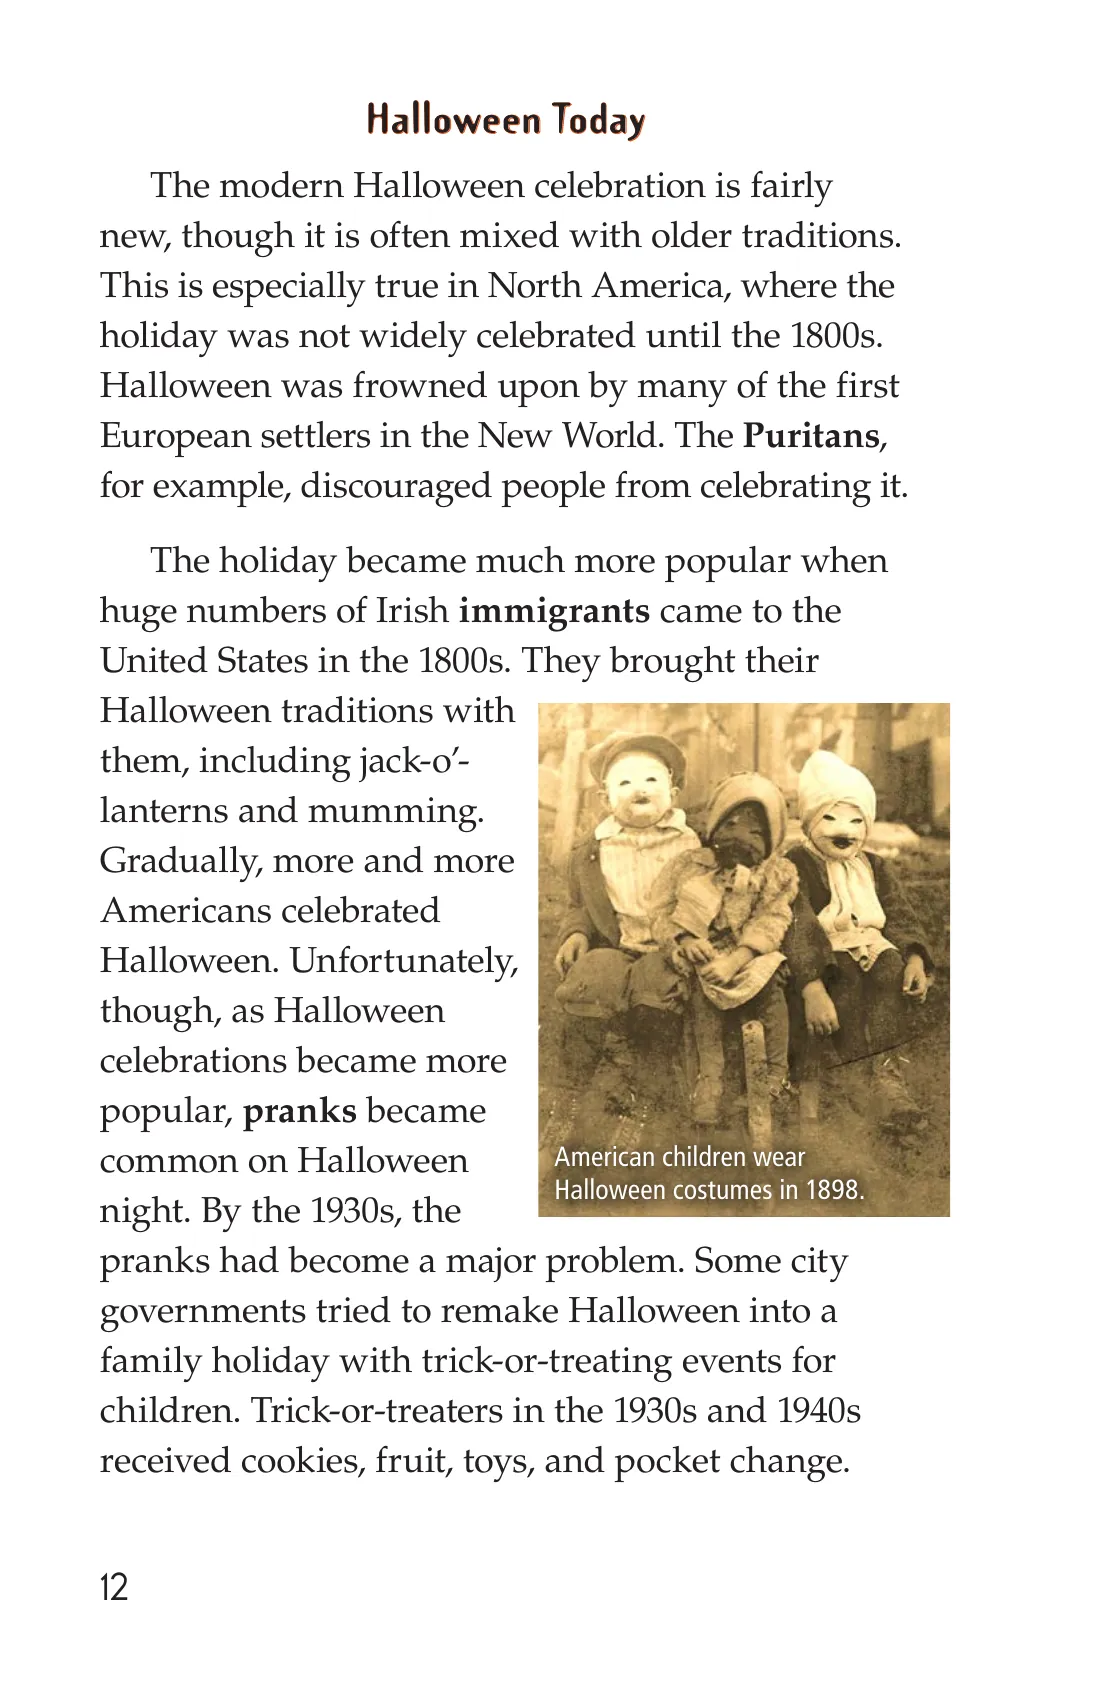 Halloween Today
The modern Halloween celebration is fairly
new, though it is often mixed with older traditions.
This is especially true in North America, where the
holiday was not widely celebrated until the 1800s.
Halloween was frowned upon by many of the first
European settlers in the New World. The Puritans,
for example, discouraged people from celebrating it.
The holiday became much more popular when
huge numbers of Irish immigrants came to the
United States in the 1800s. They brought their
Halloween traditions with
them, including jack-o’-
lanterns and mumming.
Gradually, more and more
Americans celebrated
Halloween. Unfortunately,
though, as Halloween
celebrations became more
popular, pranks became
common on Halloween
night. By the 1930s, the
pranks had become a major problem. Some city
governments tried to remake Halloween into a
family holiday with trick-or-treating events for
children. Trick-or-treaters in the 1930s and 1940s
received cookies, fruit, toys, and pocket change.
American children wear
Halloween costumes in 1898.
12